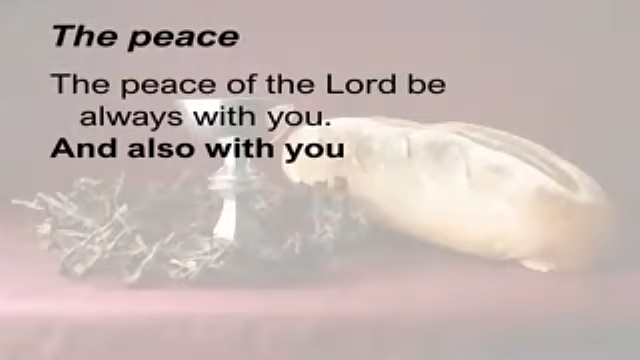 The peace
The peace of the Lord be
always with you.
And also with you